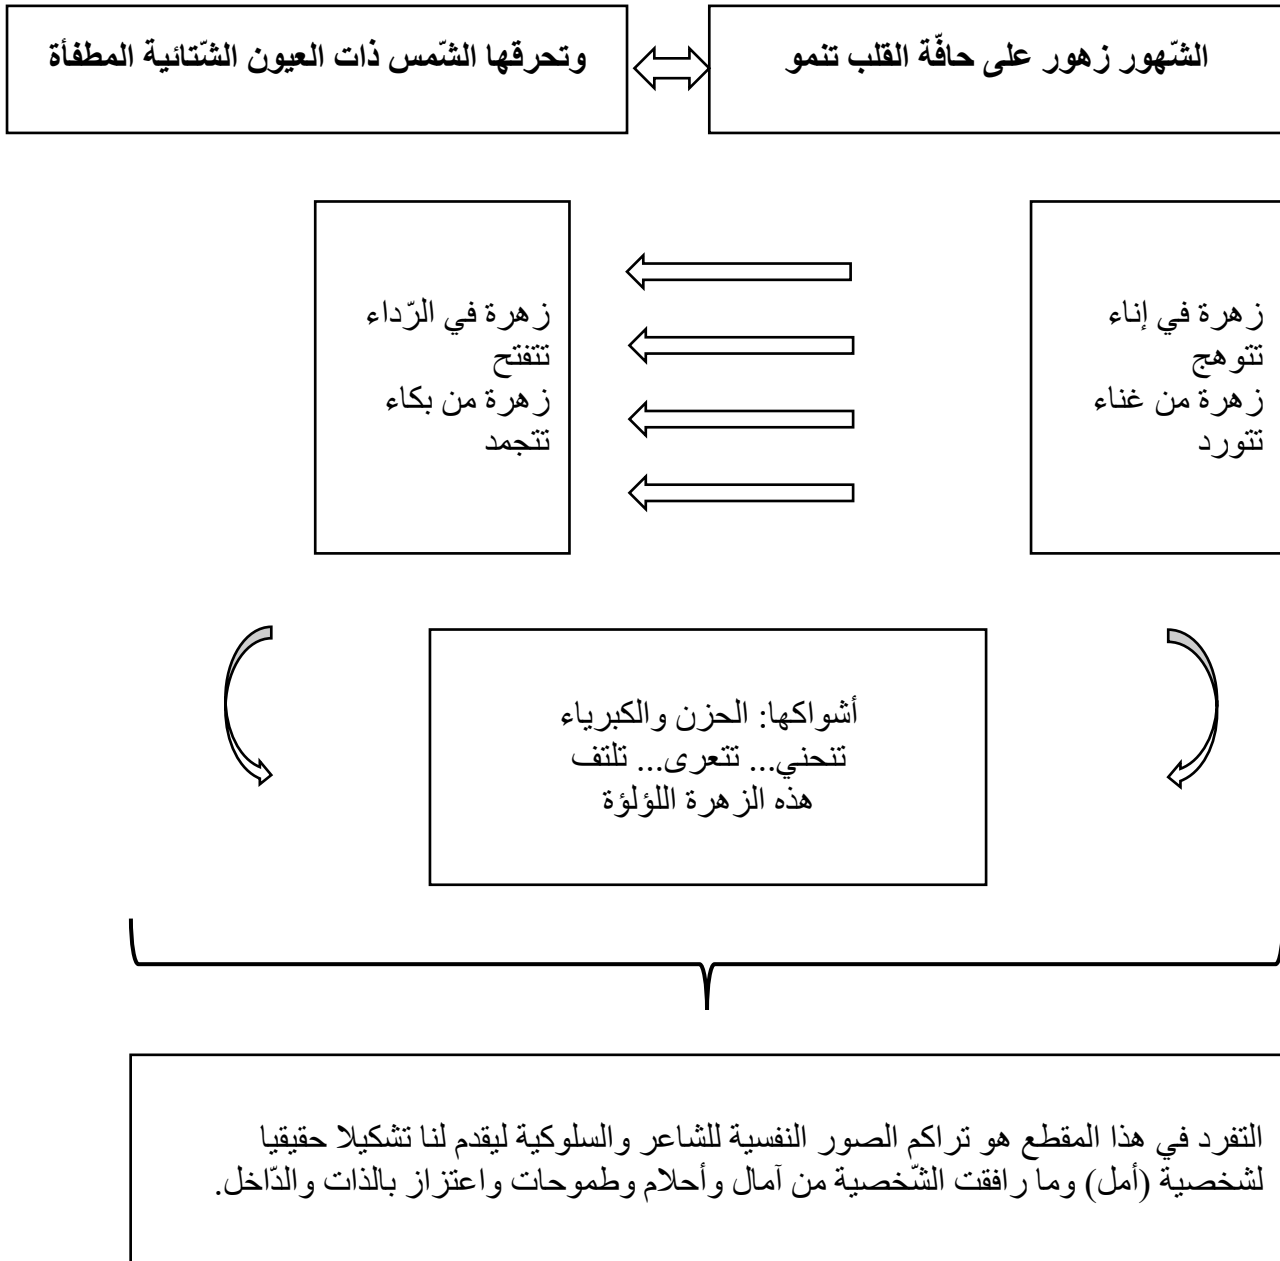 الشّهور زهور على حافّة القلب تنمو
وتحرقها الشّمس ذات العيون الشّتائية المطفأة
زهرة في إناء
تتوهج
زهرة من غناء
تتورد
زهرة في الرّداء
تتفتح
زهرة من بكاء
تتجمد
أشواكها: الحزن والكبرياء
تنحني... تتعرى... تلتف
هذه الزهرة اللؤلؤة
التفرد في هذا المقطع هو تراكم الصور النفسية للشاعر والسلوكية ليقدم لنا تشكيلا حقيقيا
لشخصية (أمل) وما رافقت الشّخصية من آمال وأحلام وطموحات واعتزاز بالذات والدّاخل.